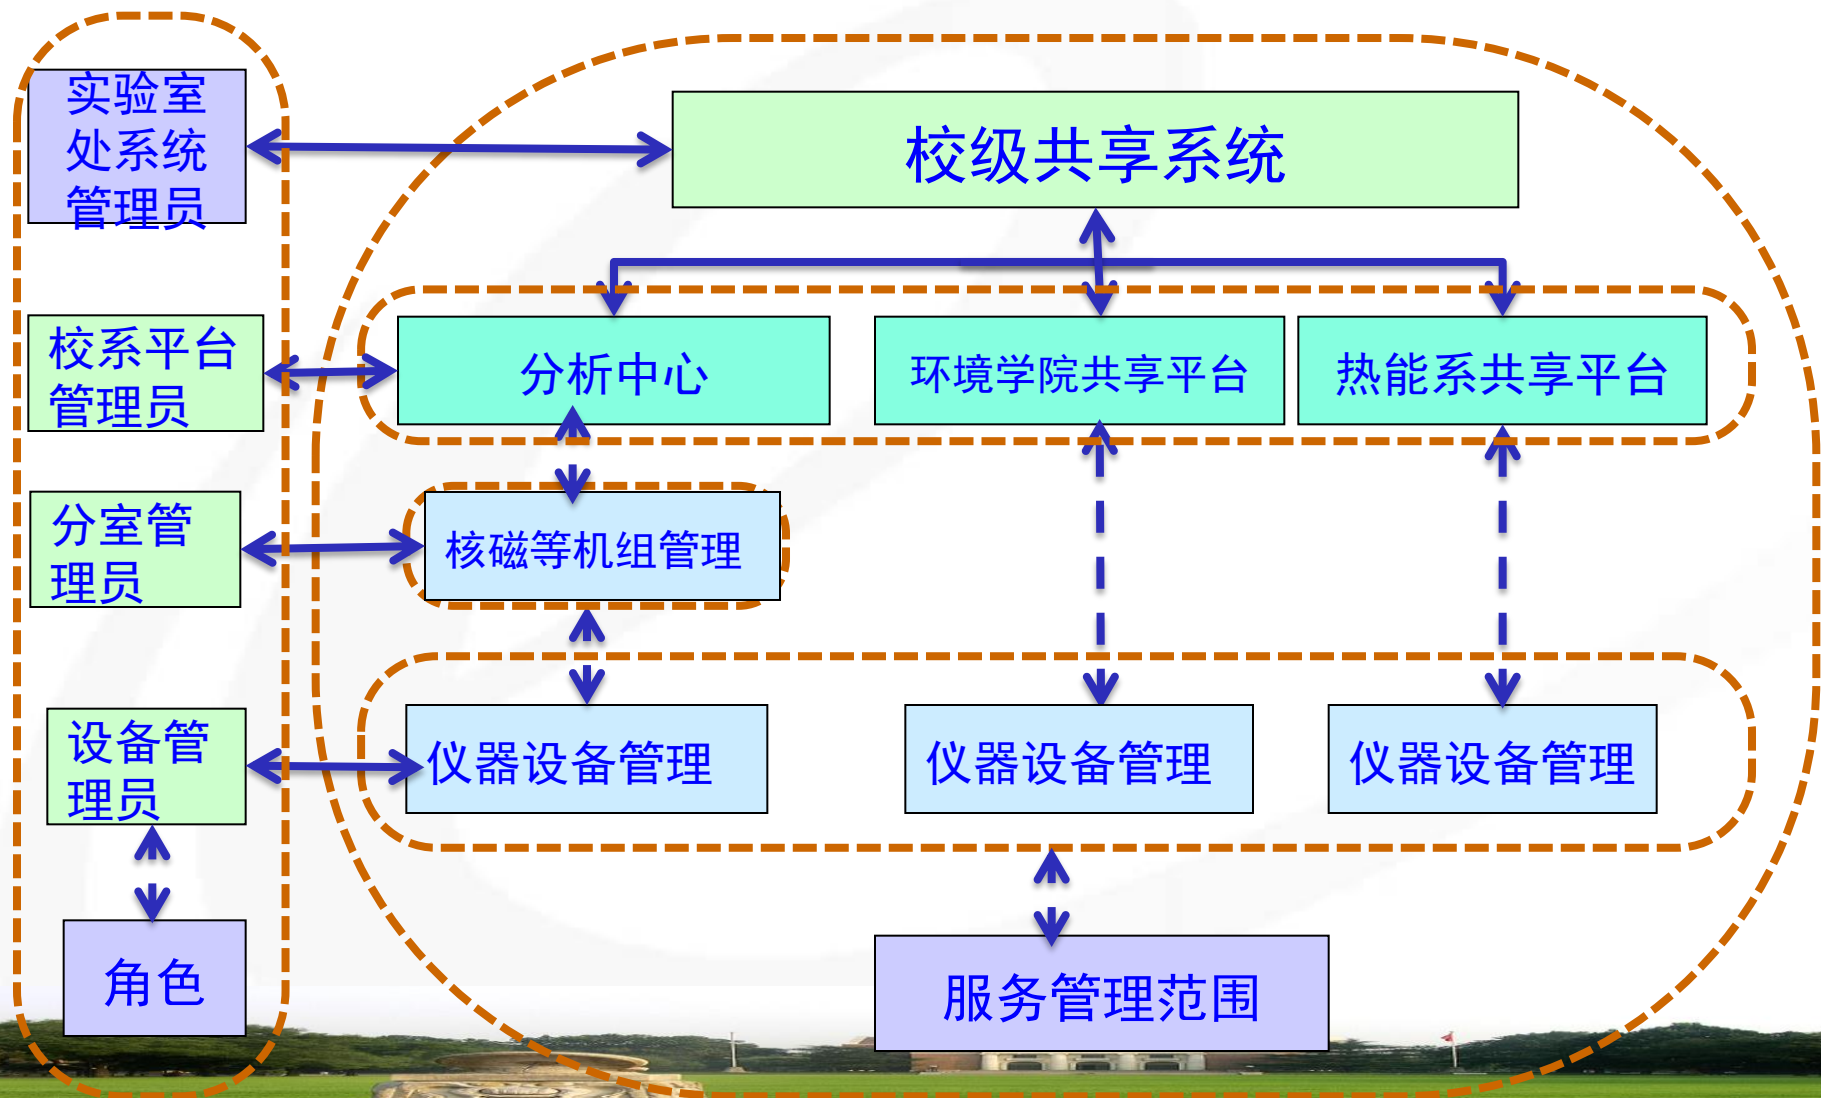 实验室
处系统
管理员
校级共享系统
校系平台
管理员
分析中心
环境学院共享平台
热能系共享平台
分室管
理员
核磁等机组管理
设备管
理员
仪器设备管理
仪器设备管理
仪器设备管理
角色
服务管理范围